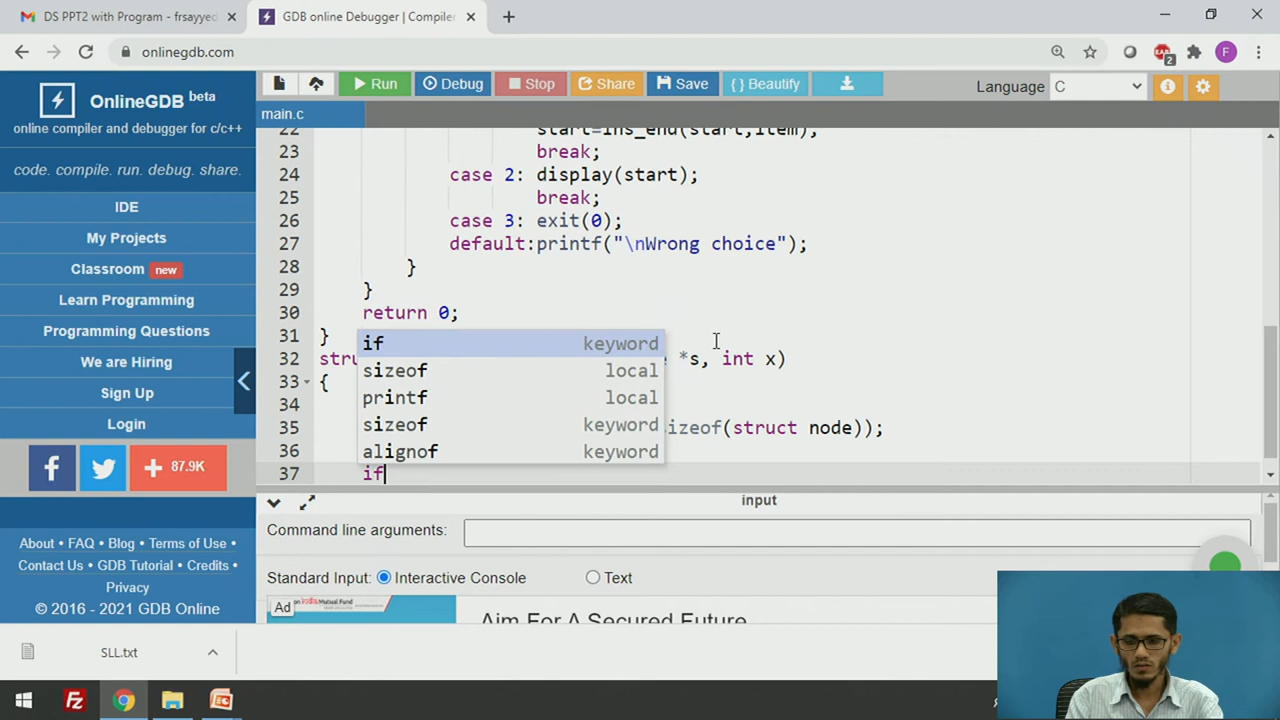 DS PPT2 with Program - frsayyed
GDB online Debugger | Compiler
onlinegdb.com
2
F
OnlineGDB beta
online compiler and debugger for c/c++
code. compile. run. debug. share.
IDE
My Projects
Classroom new
Learn Programming
Programming Questions
We are Hiring
Sign Up
Login
87.9K
About • FAQ • Blog • Terms of Use •
Contact Us • GDB Tutorial • Credits •
Privacy
© 2016 - 2021 GDB Online
Run Debug Stop Share Save { } Beautify
Language C
main.c
22 start=ins_end(start,item);
23 break;
24 case 2: display(start);
25 break;
26 case 3: exit(0);
27 default:printf("\nWrong choice");
28 }
29 }
30 return 0;
31 }
32 stru *s, int x)
33 {
34
35 izeof(struct node));
36
37 if
if keyword
sizeof local
printf local
sizeof keyword
alignof keyword
input
Command line arguments:
Standard Input: Interactive Console Text
Ad
Aim For A Secured Future
SLL.txt